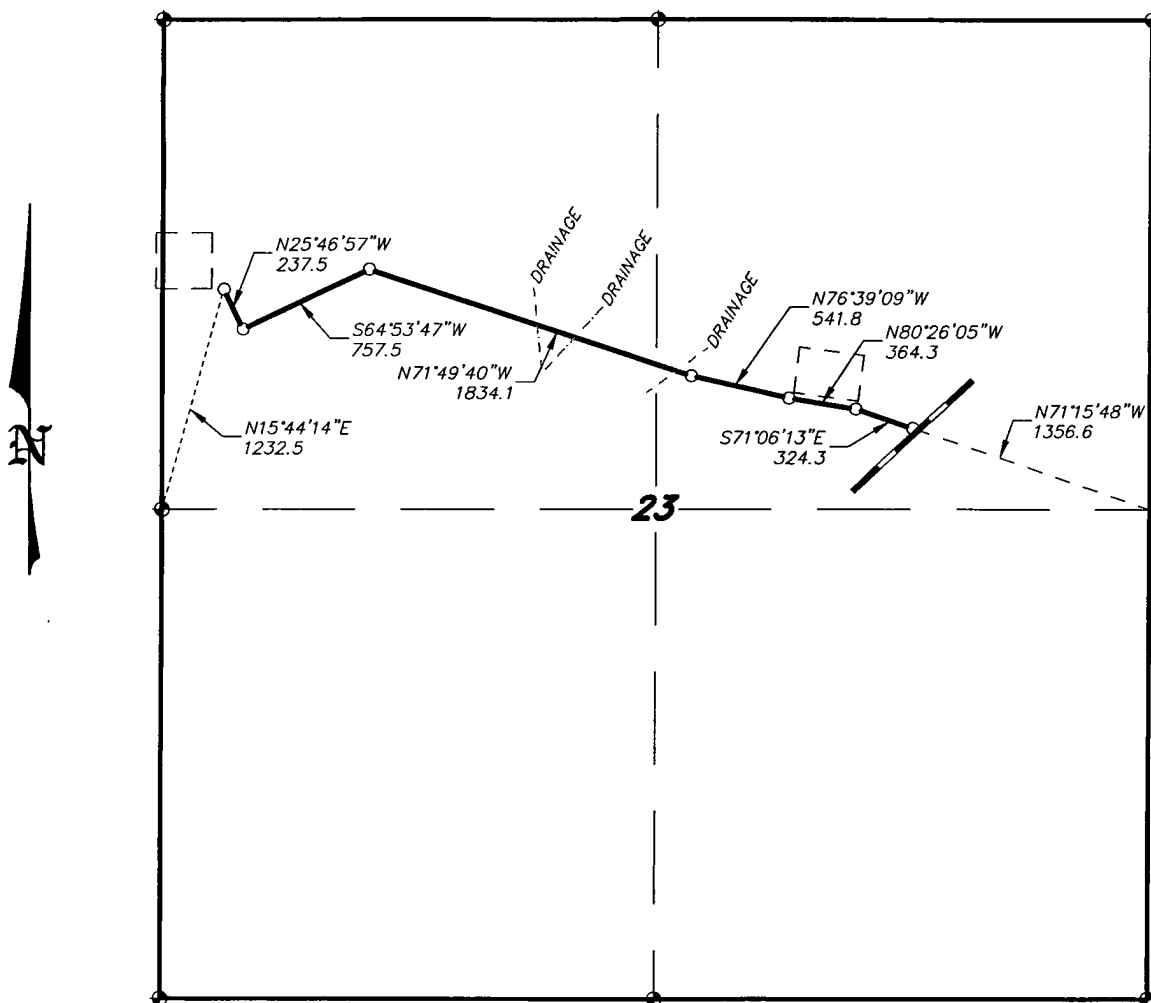 DRAINAGE
DRAINAGE
DRAINAGE
N25°46'57"W
237.5
S64°53'47"W
757.5
N71°49'40"W
1834.1
N76°39'09"W
541.8
N80°26'05"W
364.3
S71°06'13"E
324.3
N71°15'48"W
1356.6
N15°44'14"E
1232.5
N
23